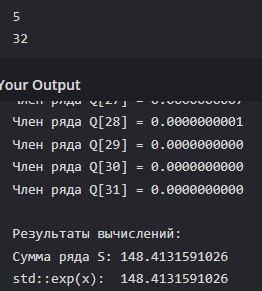 5
32
Your Output
Член ряда Q[27] = 0.0000000007
Член ряда Q[28] = 0.0000000001
Член ряда Q[29] = 0.0000000000
Член ряда Q[30] = 0.0000000000
Член ряда Q[31] = 0.0000000000
Результаты вычислений:
Сумма ряда S: 148.4131591026
std::exp(x): 148.4131591026